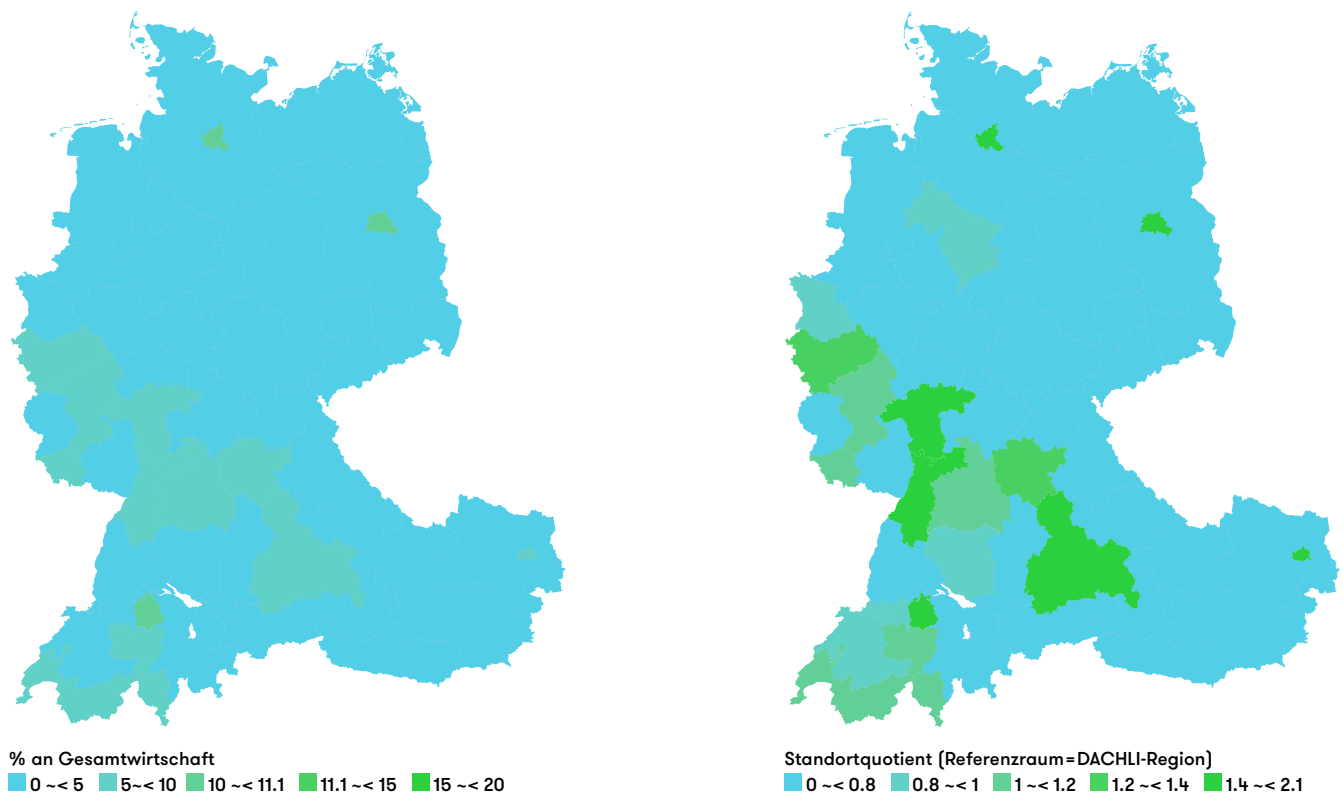 % an Gesamtwirtschaft
0 ~< 5 5~< 10 10 ~< 11.1 11.1 ~< 15 15 ~< 20
Standortquotient (Referenzraum=DACHLI-Region)
0 ~< 0.8 0.8 ~< 1 1 ~< 1.2 1.2 ~< 1.4 1.4 ~< 2.1